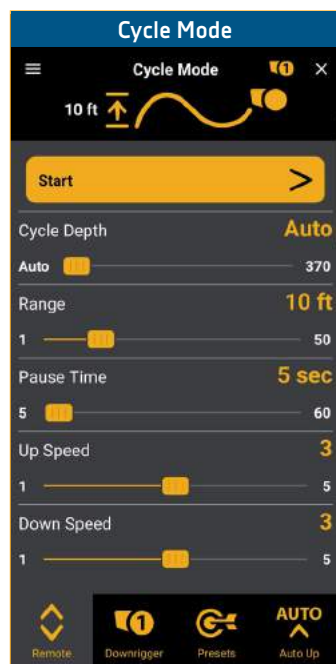 Cycle Mode
Cycle Mode 1
10 ft
Start
Cycle Depth Auto
Auto 370
Range 10 ft
1 50
Pause Time 5 sec
5 60
Up Speed 3
1 5
Down Speed 3
1 5
1 AUTO
Remote Downrigger Presets Auto Up